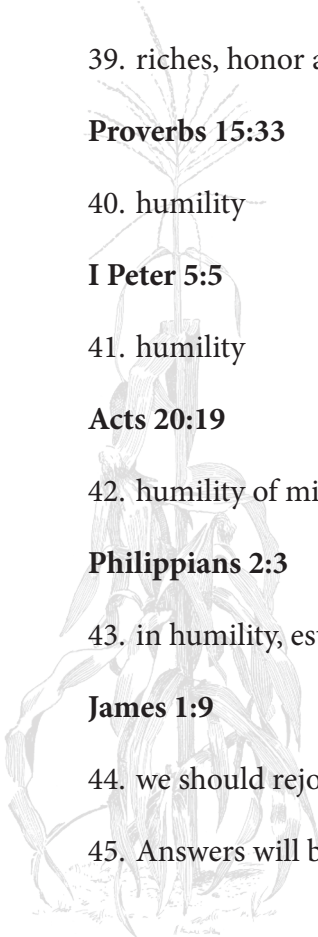 39. riches, honor
Proverbs 15:33
40. humility
I Peter 5:5
41. humility
Acts 20:19
42. humility of
Philippians 2:3
43. in humility,
James 1:9
44. we should
45. Answers will